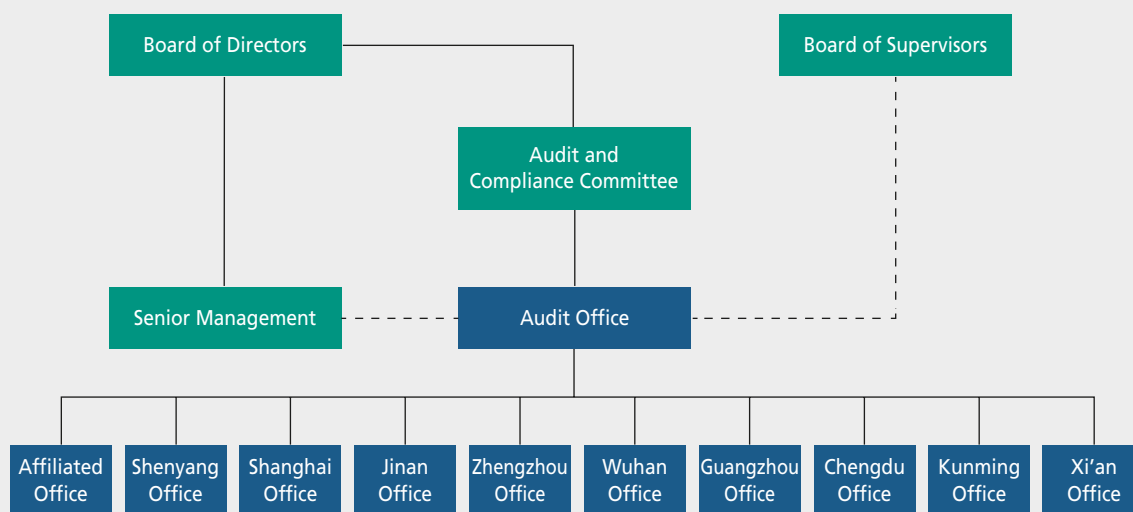 Board of Directors
Board of Supervisors
Audit and
Compliance Committee
Senior Management
Audit Office
Affiliated
Office
Shenyang
Office
Shanghai
Office
Jinan
Office
Zhengzhou
Office
Wuhan
Office
Guangzhou
Office
Chengdu
Office
Kunming
Office
Xi’an
Office